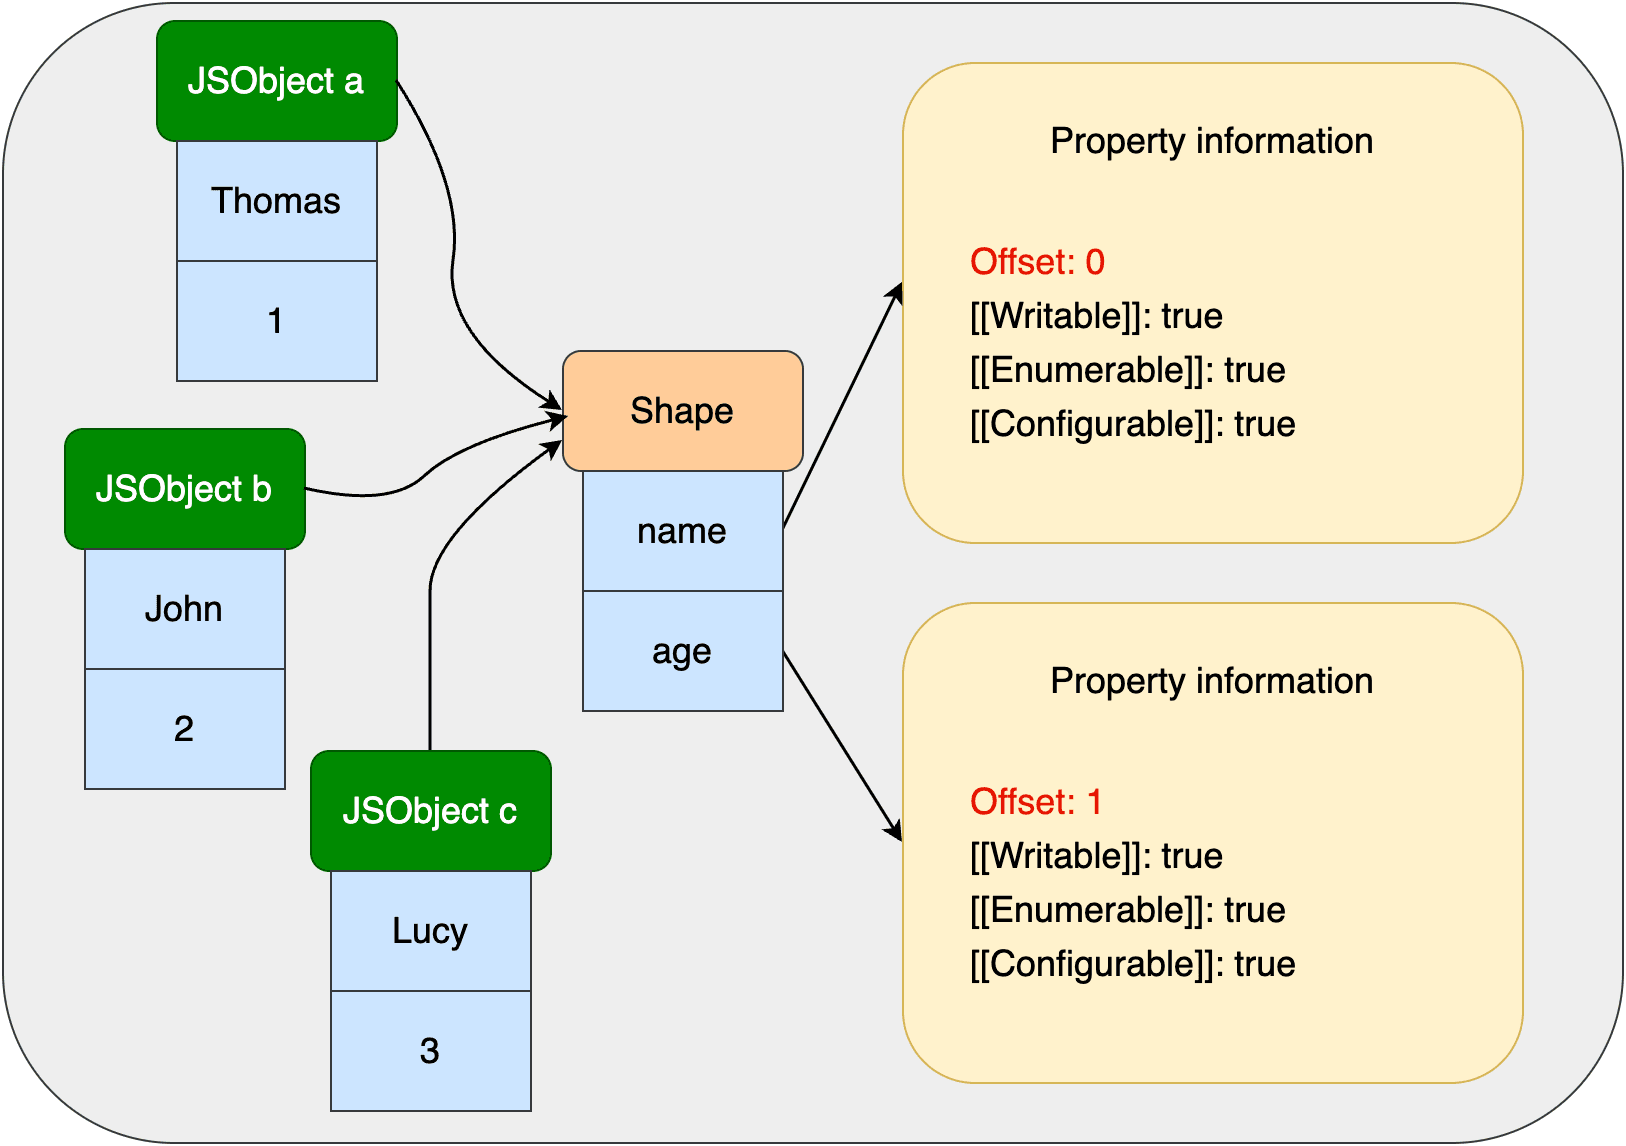 JSObject a
Thomas
1
JSObject b
John
2
JSObject c
Lucy
3
Shape
name
age
Property information
Offset: 0
[[Writable]]: true
[[Enumerable]]: true
[[Configurable]]: true
Property information
Offset: 1
[[Writable]]: true
[[Enumerable]]: true
[[Configurable]]: true